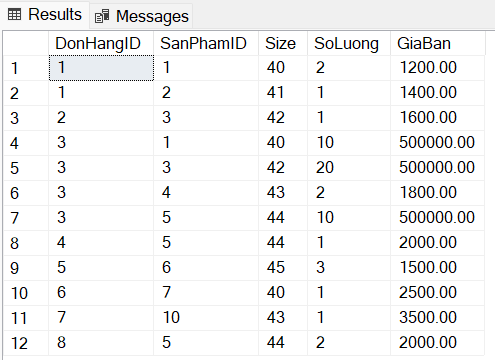 Results Messages
DonHangID SanPhamID Size SoLuong GiaBan
1 1 1 40 2 1200.00
2 1 2 41 1 1400.00
3 2 3 42 1 1600.00
4 3 1 40 10 500000.00
5 3 3 42 20 500000.00
6 3 4 43 2 1800.00
7 3 5 44 10 500000.00
8 4 5 44 1 2000.00
9 5 6 45 3 1500.00
10 6 7 40 1 2500.00
11 7 10 43 1 3500.00
12 8 5 44 2 2000.00